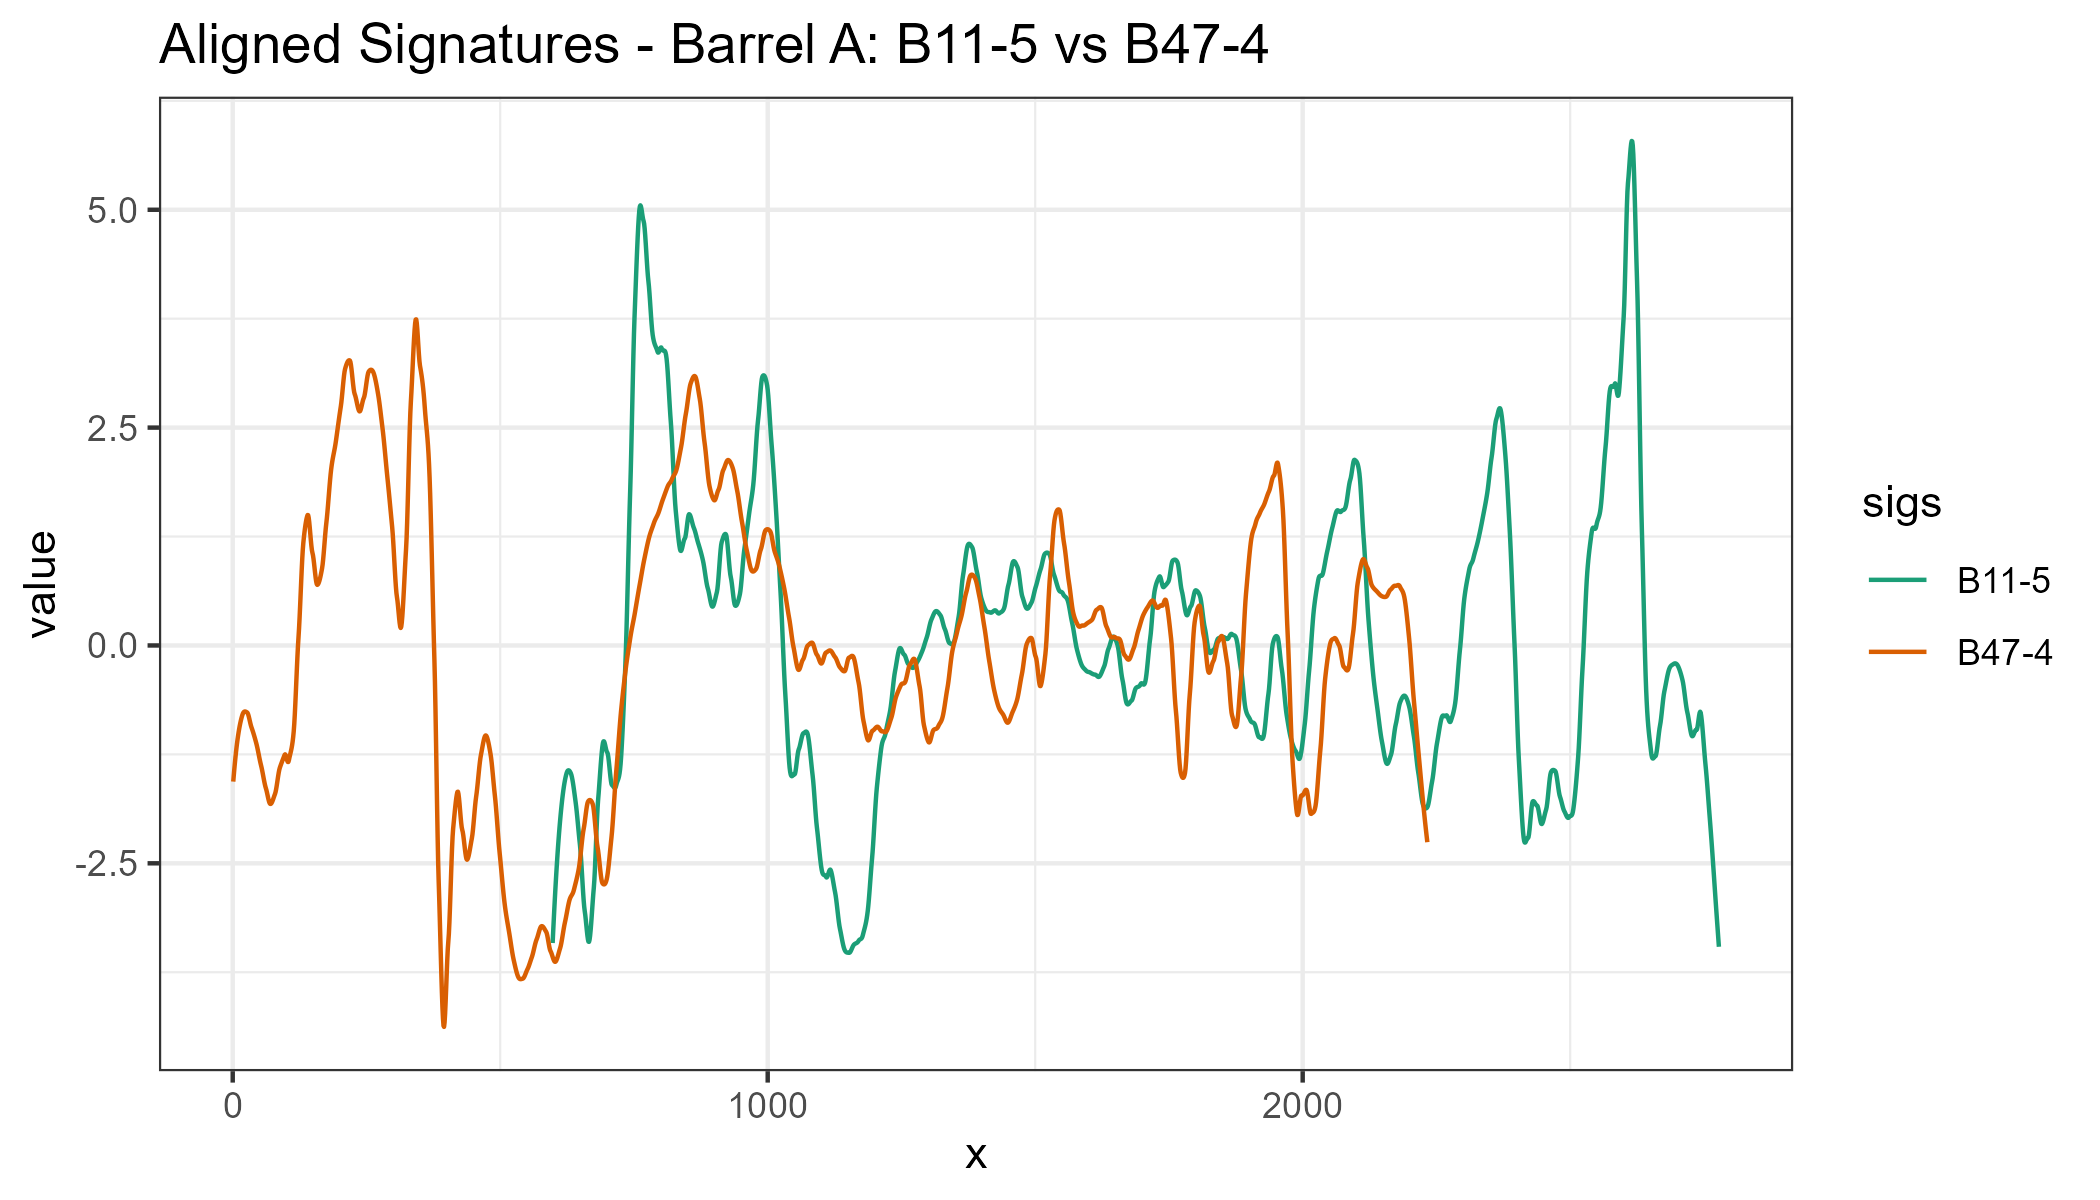 Aligned Signatures - Barrel A: B11-5 vs B47-4
value
5.0
2.5
0.0
-2.5
0
1000
2000
x
sigs
B11-5
B47-4